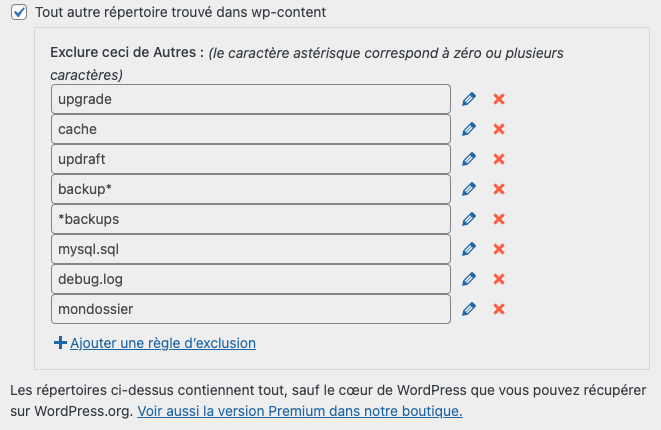 Tout autre répertoire trouvé dans wp-content
Exclure ceci de Autres : (le caractère astérisque correspond à zéro ou plusieurs
caractères)
upgrade
cache
updraft
backup*
*backups
mysql.sql
debug.log
mondossier
Ajouter une règle d’exclusion
Les répertoires ci-dessus contiennent tout, sauf le cœur de WordPress que vous pouvez récupérer
sur WordPress.org. Voir aussi la version Premium dans notre boutique.